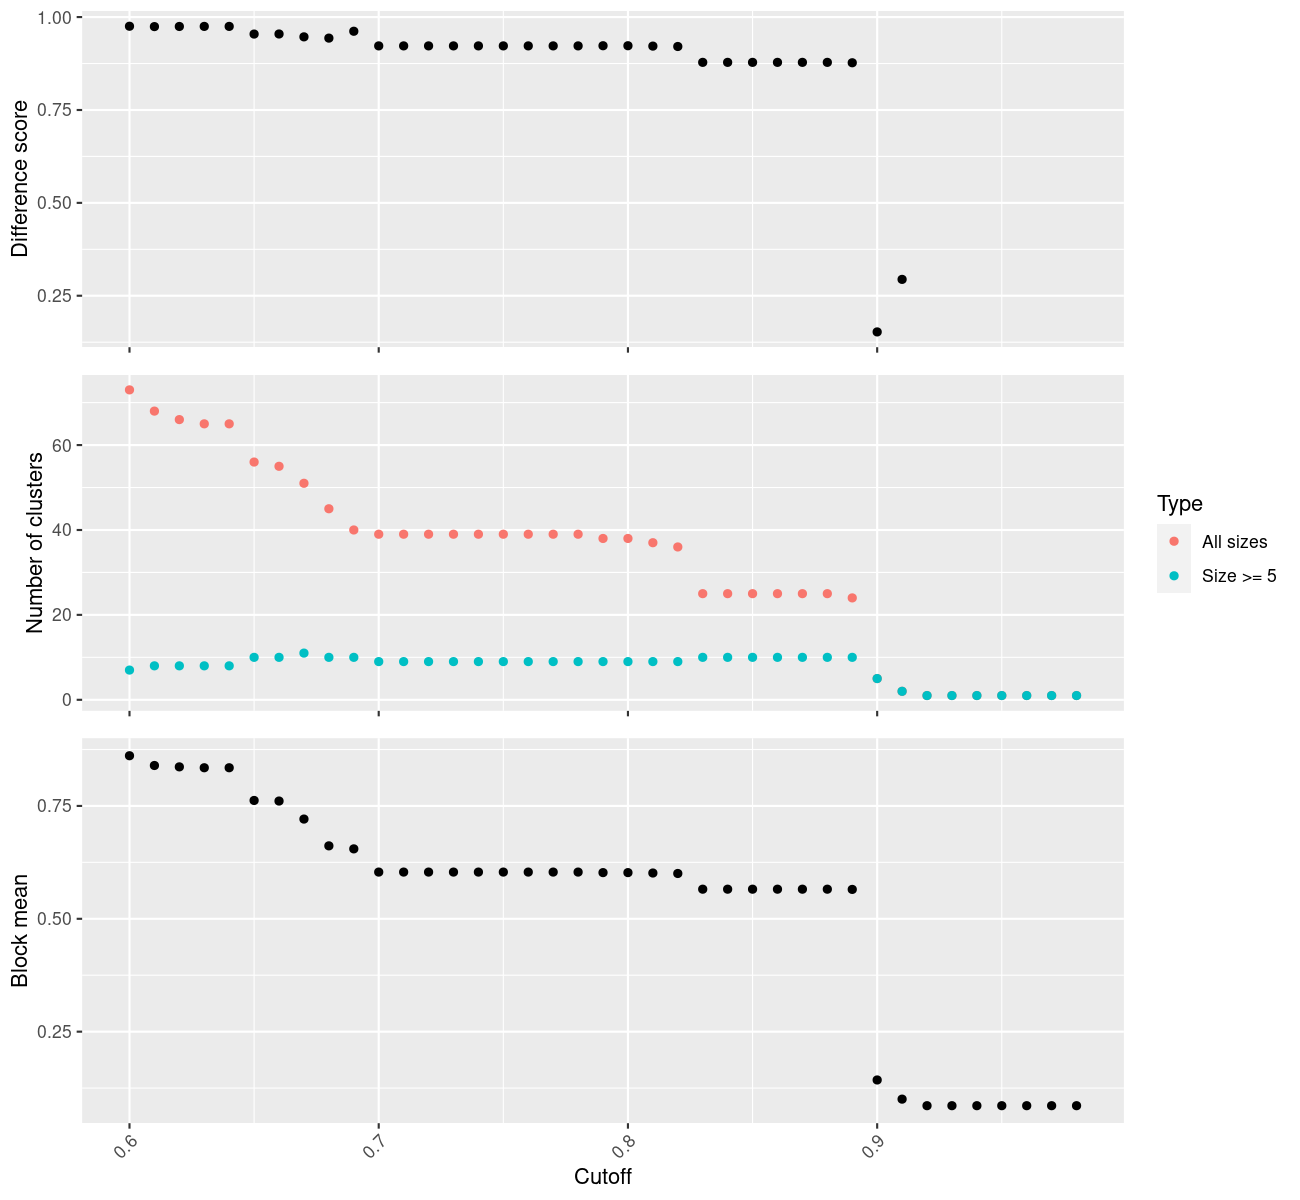 Difference score
1.00
0.75
0.50
0.25
Number of clusters
60
40
20
0
Type
All sizes
Size >= 5
Block mean
0.75
0.50
0.25
0.6
0.7
0.8
0.9
Cutoff